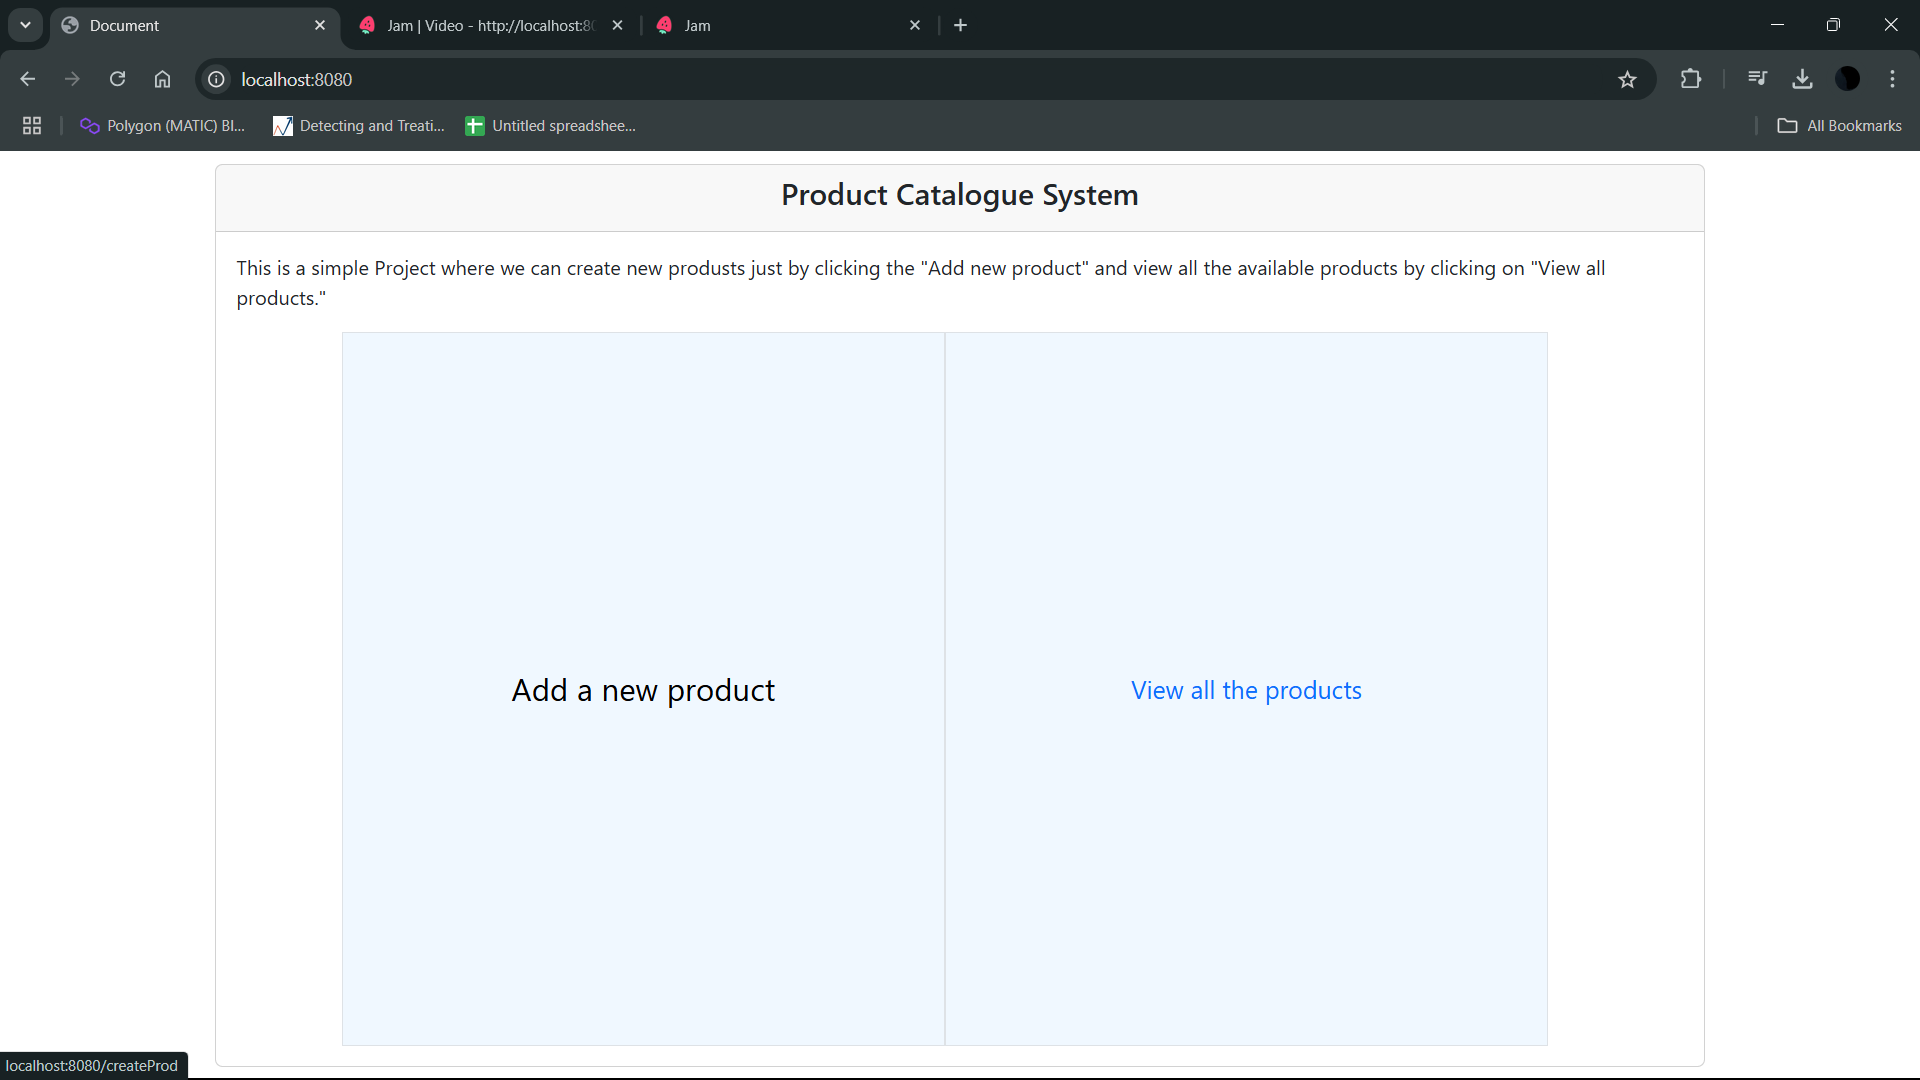 Document
Jam | Video - http://localhost:80
Jam
localhost:8080
Polygon (MATIC) Bl...
Detecting and Treati...
Untitled spreadshee...
All Bookmarks
Product Catalogue System
This is a simple Project where we can create new produsts just by clicking the "Add new product" and view all the available products by clicking on "View all
products."
Add a new product
View all the products
localhost:8080/createProd